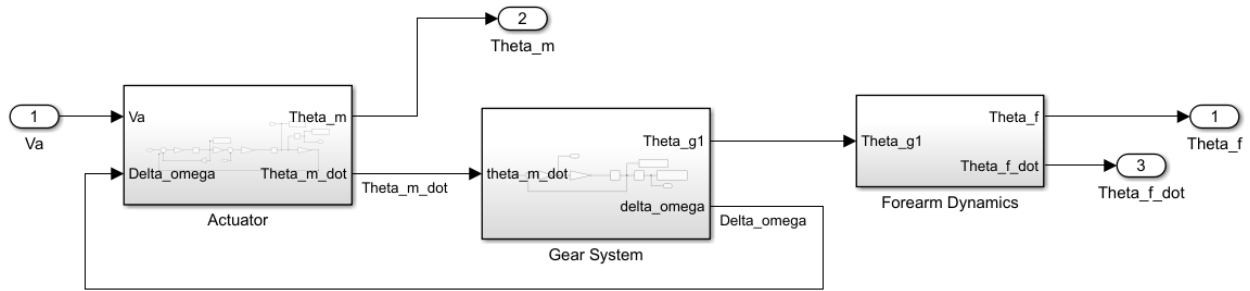 2
Theta_m
1
Va
Va
Theta_m
Delta_omega
Theta_m_dot
Actuator
Theta_m_dot
theta_m_dot
Theta_g1
delta_omega
Gear System
Delta_omega
Theta_g1
Theta_f
Theta_f_dot
Forearm Dynamics
1
Theta_f
3
Theta_f_dot